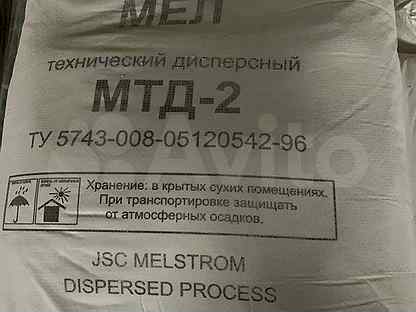 МЕЛ
технический дисперсный
МТД-2
ТУ 5743-008-05120542-96
Avito
Хранение: в крытых сухих помещениях.
При транспортировке защищать
от атмосферных осадков.
JSC MELSTROM
DISPERSED PROCESS